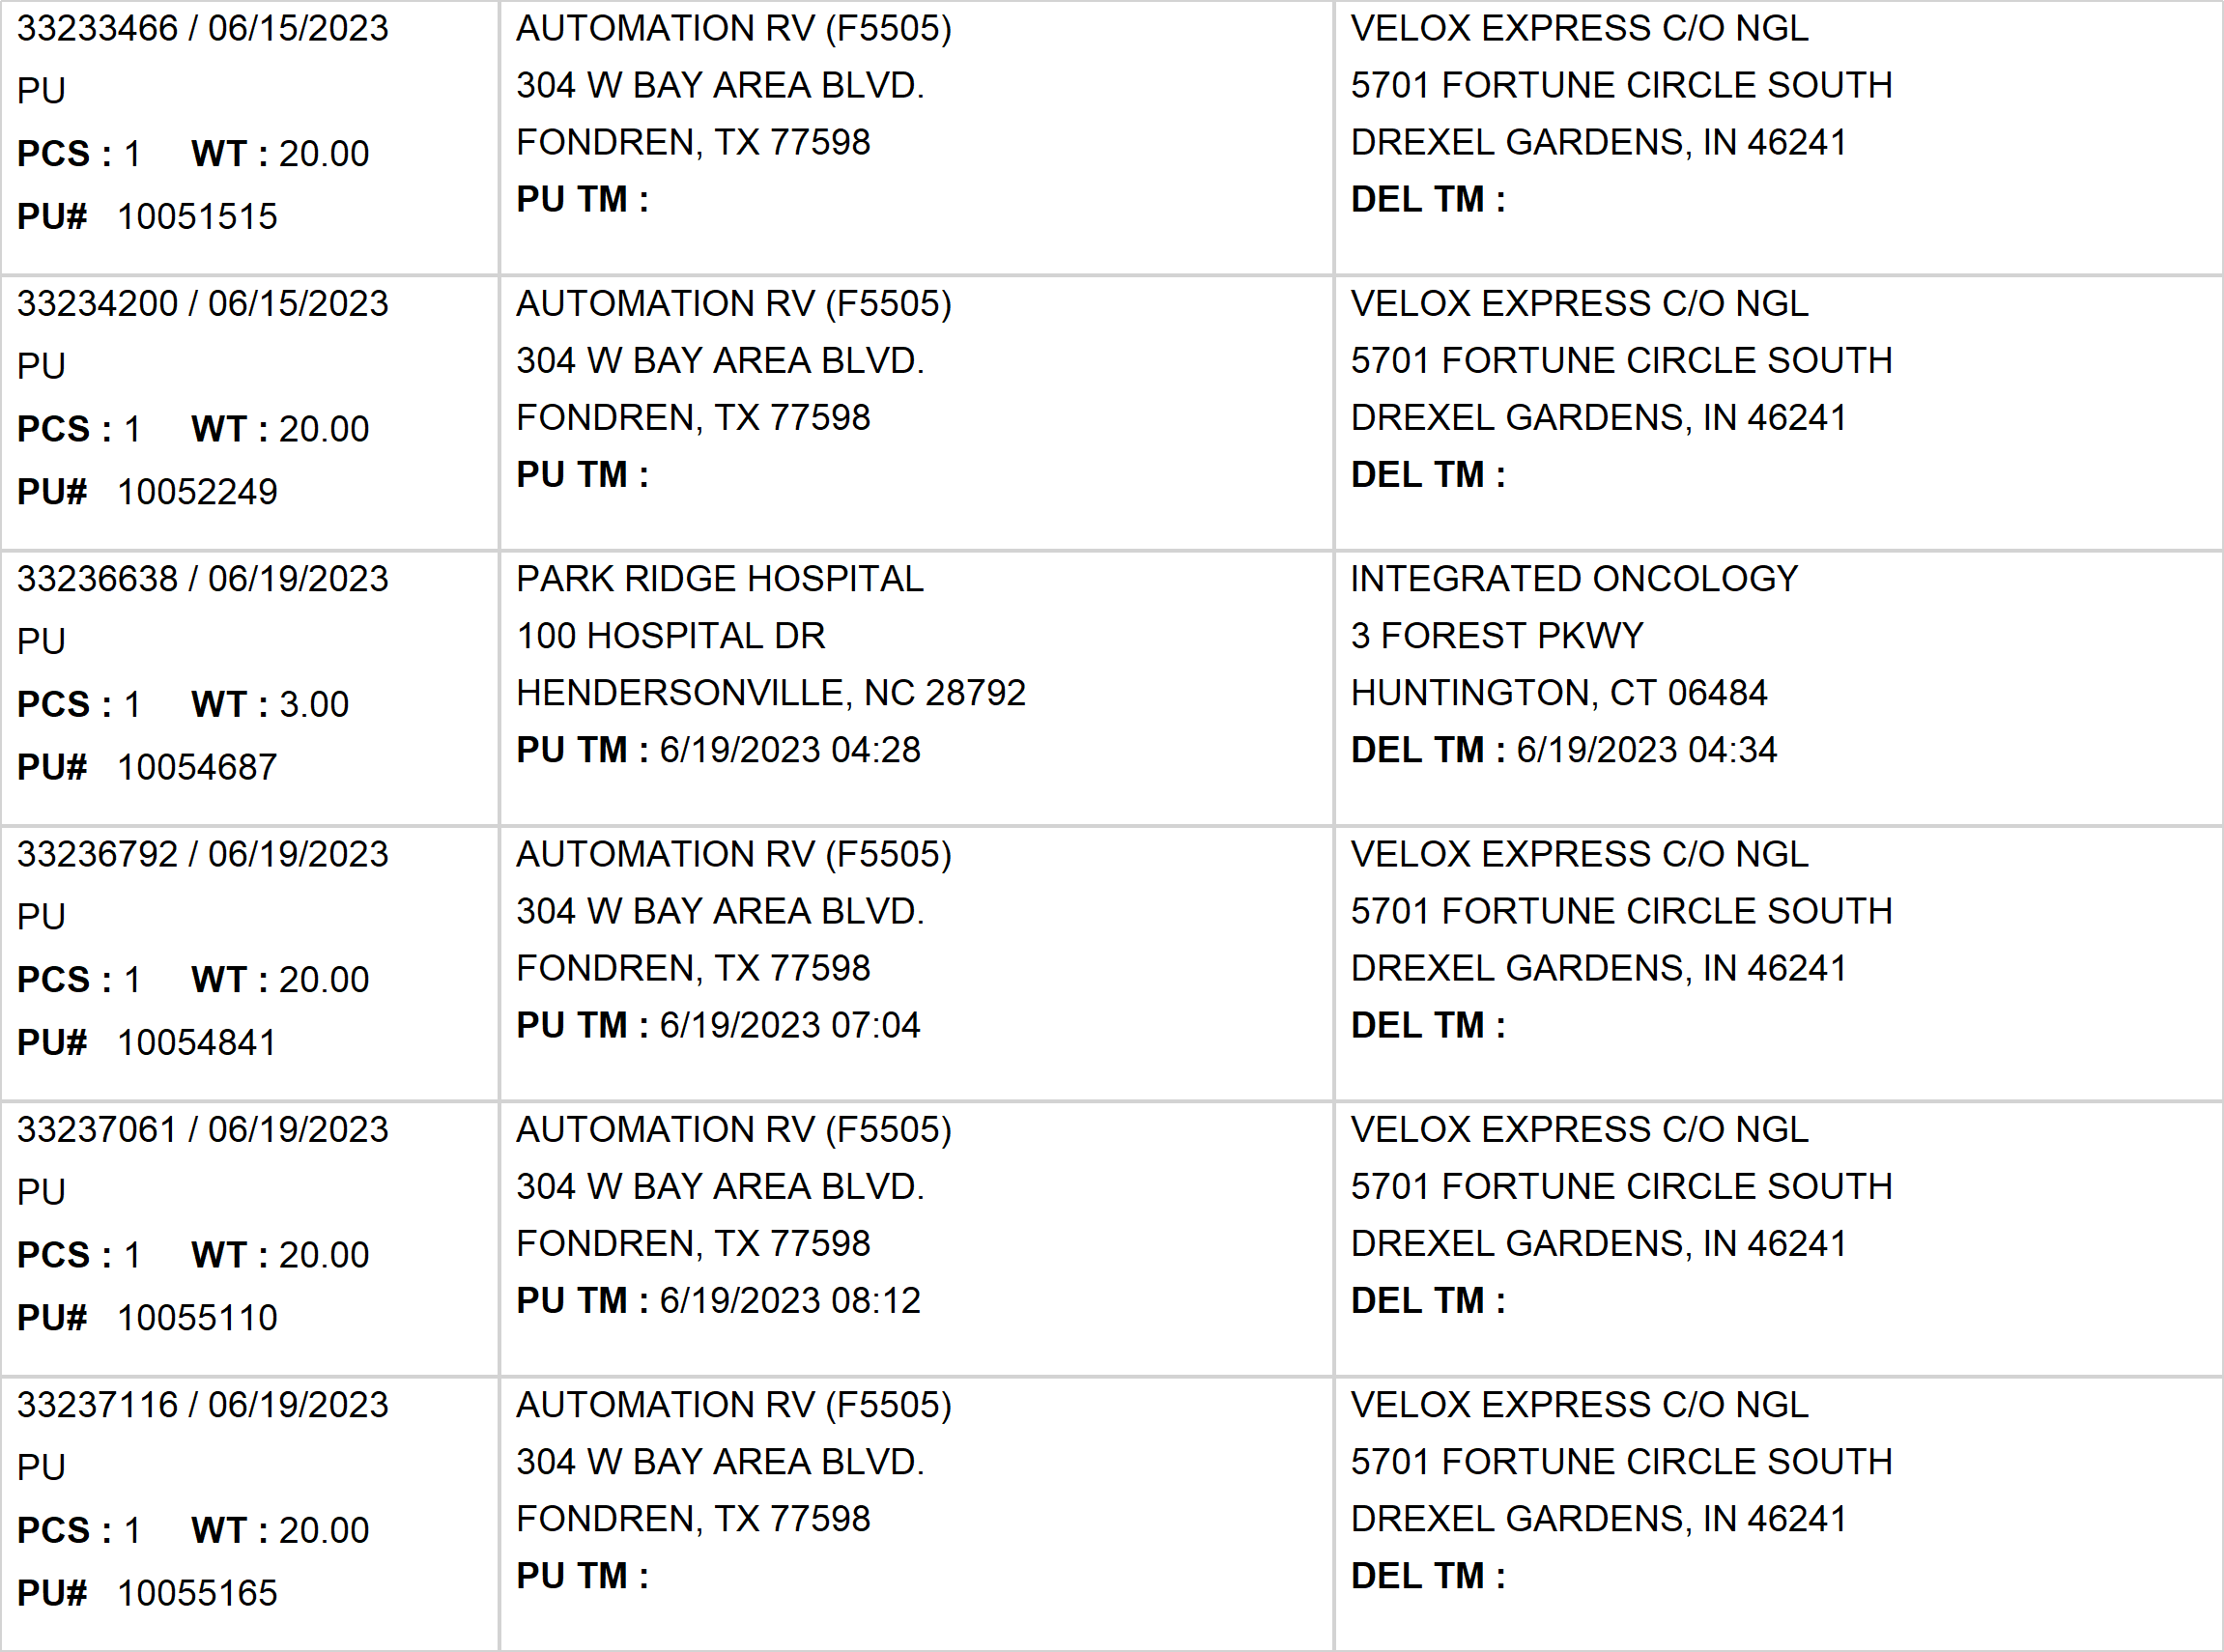 33233466 / 06/15/2023
PU
PCS : 1 WT : 20.00
PU# 10051515
AUTOMATION RV (F5505)
304 W BAY AREA BLVD.
FONDREN, TX 77598
PU TM :
VELOX EXPRESS C/O NGL
5701 FORTUNE CIRCLE SOUTH
DREXEL GARDENS, IN 46241
DEL TM :
33234200 / 06/15/2023
PU
PCS : 1 WT : 20.00
PU# 10052249
AUTOMATION RV (F5505)
304 W BAY AREA BLVD.
FONDREN, TX 77598
PU TM :
VELOX EXPRESS C/O NGL
5701 FORTUNE CIRCLE SOUTH
DREXEL GARDENS, IN 46241
DEL TM :
33236638 / 06/19/2023
PU
PCS : 1 WT : 3.00
PU# 10054687
PARK RIDGE HOSPITAL
100 HOSPITAL DR
HENDERSONVILLE, NC 28792
PU TM : 6/19/2023 04:28
INTEGRATED ONCOLOGY
3 FOREST PKWY
HUNTINGTON, CT 06484
DEL TM : 6/19/2023 04:34
33236792 / 06/19/2023
PU
PCS : 1 WT : 20.00
PU# 10054841
AUTOMATION RV (F5505)
304 W BAY AREA BLVD.
FONDREN, TX 77598
PU TM : 6/19/2023 07:04
VELOX EXPRESS C/O NGL
5701 FORTUNE CIRCLE SOUTH
DREXEL GARDENS, IN 46241
DEL TM :
33237061 / 06/19/2023
PU
PCS : 1 WT : 20.00
PU# 10055110
AUTOMATION RV (F5505)
304 W BAY AREA BLVD.
FONDREN, TX 77598
PU TM : 6/19/2023 08:12
VELOX EXPRESS C/O NGL
5701 FORTUNE CIRCLE SOUTH
DREXEL GARDENS, IN 46241
DEL TM :
33237116 / 06/19/2023
PU
PCS : 1 WT : 20.00
PU# 10055165
AUTOMATION RV (F5505)
304 W BAY AREA BLVD.
FONDREN, TX 77598
PU TM :
VELOX EXPRESS C/O NGL
5701 FORTUNE CIRCLE SOUTH
DREXEL GARDENS, IN 46241
DEL TM :